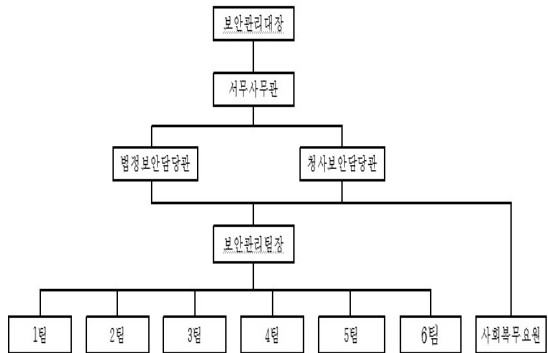 보안관리대장
서무사무관
법정보안담당관
청사보안담당관
보안관리팀장
1팀
2팀
3팀
4팀
5팀
6팀
사회복무요원